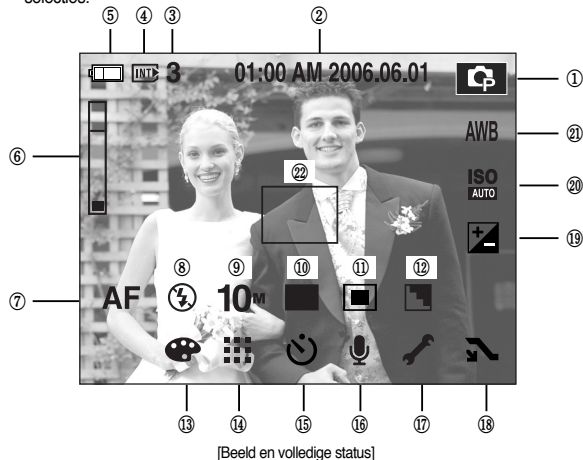 selecties.
⑤ ④ ③ ②
INT 3 01:00 AM 2006.06.01 P ①
AWB ㉑
⑥
㉒
ISO AUTO ⑳
⑲
⑧ ⑨ ⑩ ⑪ ⑫
⑦ AF 10M
⑬ ⑭ ⑮ ⑯ ⑰ ⑱
[Beeld en volledige status]